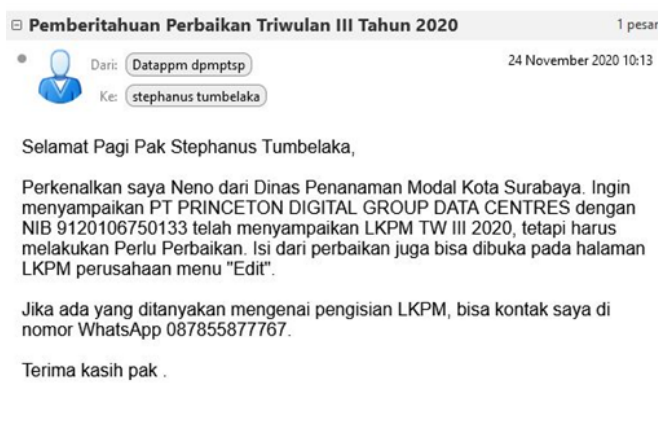 Pemberitahuan Perbaikan Triwulan III Tahun 2020
1 pesan
Dari: Datappm dpmptsp
24 November 2020 10:13
Ke: stephanus tumbelaka
Selamat Pagi Pak Stephanus Tumbelaka,
Perkenalkan saya Neno dari Dinas Penanaman Modal Kota Surabaya. Ingin
menyampaikan PT PRINCETON DIGITAL GROUP DATA CENTRES dengan
NIB 9120106750133 telah menyampaikan LKPM TW III 2020, tetapi harus
melakukan Perlu Perbaikan. Isi dari perbaikan juga bisa dibuka pada halaman
LKPM perusahaan menu "Edit".
Jika ada yang ditanyakan mengenai pengisian LKPM, bisa kontak saya di
nomor WhatsApp 087855877767.
Terima kasih pak .